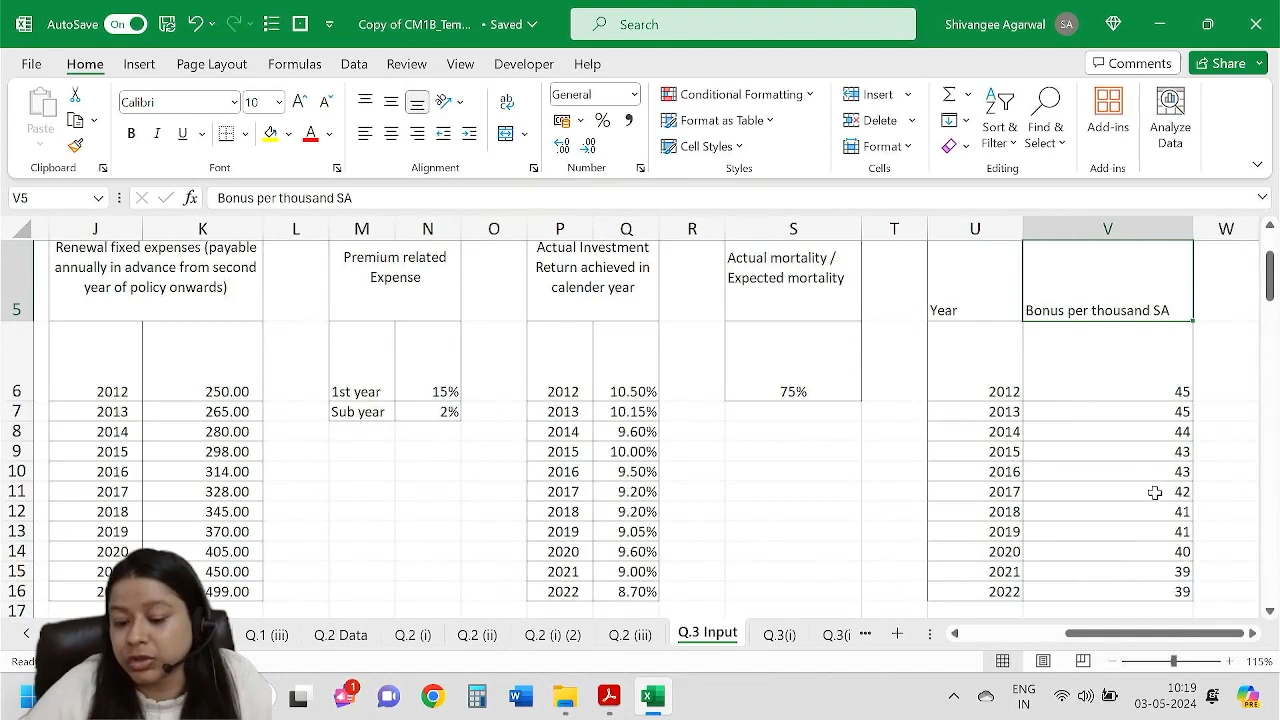 AutoSave On Copy of CM1B_Tem... • Saved Search Shivangee Agarwal SA
File Home Insert Page Layout Formulas Data Review View Developer Help Comments Share
Paste Calibri 10 General Conditional Formatting Insert
B I U Format as Table Delete Sort & Filter Find & Select Add-ins Analyze Data
Cell Styles Format
Clipboard Font Alignment Number Styles Cells Editing Add-ins
V5 fx Bonus per thousand SA
J K L M N O P Q R S T U V W
Renewal fixed expenses (payable annually in advance from second year of policy onwards)
Premium related Expense
Actual Investment Return achieved in calender year
Actual mortality / Expected mortality
5 Year Bonus per thousand SA
6 2012 250.00 1st year 15% 2012 10.50% 75% 2012 45
7 2013 265.00 Sub year 2% 2013 10.15% 2013 45
8 2014 280.00 2014 9.60% 2014 44
9 2015 298.00 2015 10.00% 2015 43
10 2016 314.00 2016 9.50% 2016 43
11 2017 328.00 2017 9.20% 2017 42
12 2018 345.00 2018 9.20% 2018 41
13 2019 370.00 2019 9.05% 2019 41
14 2020 405.00 2020 9.60% 2020 40
15 450.00 2021 9.00% 2021 39
16 499.00 2022 8.70% 2022 39
17
Q.1 (iii) Q.2 Data Q.2 (i) Q.2 (ii) Q.2 (i) (2) Q.2 (iii) Q.3 Input Q.3(i) Q.3(i
115%
1 ENG IN 10:19 03-05-2024 PRE